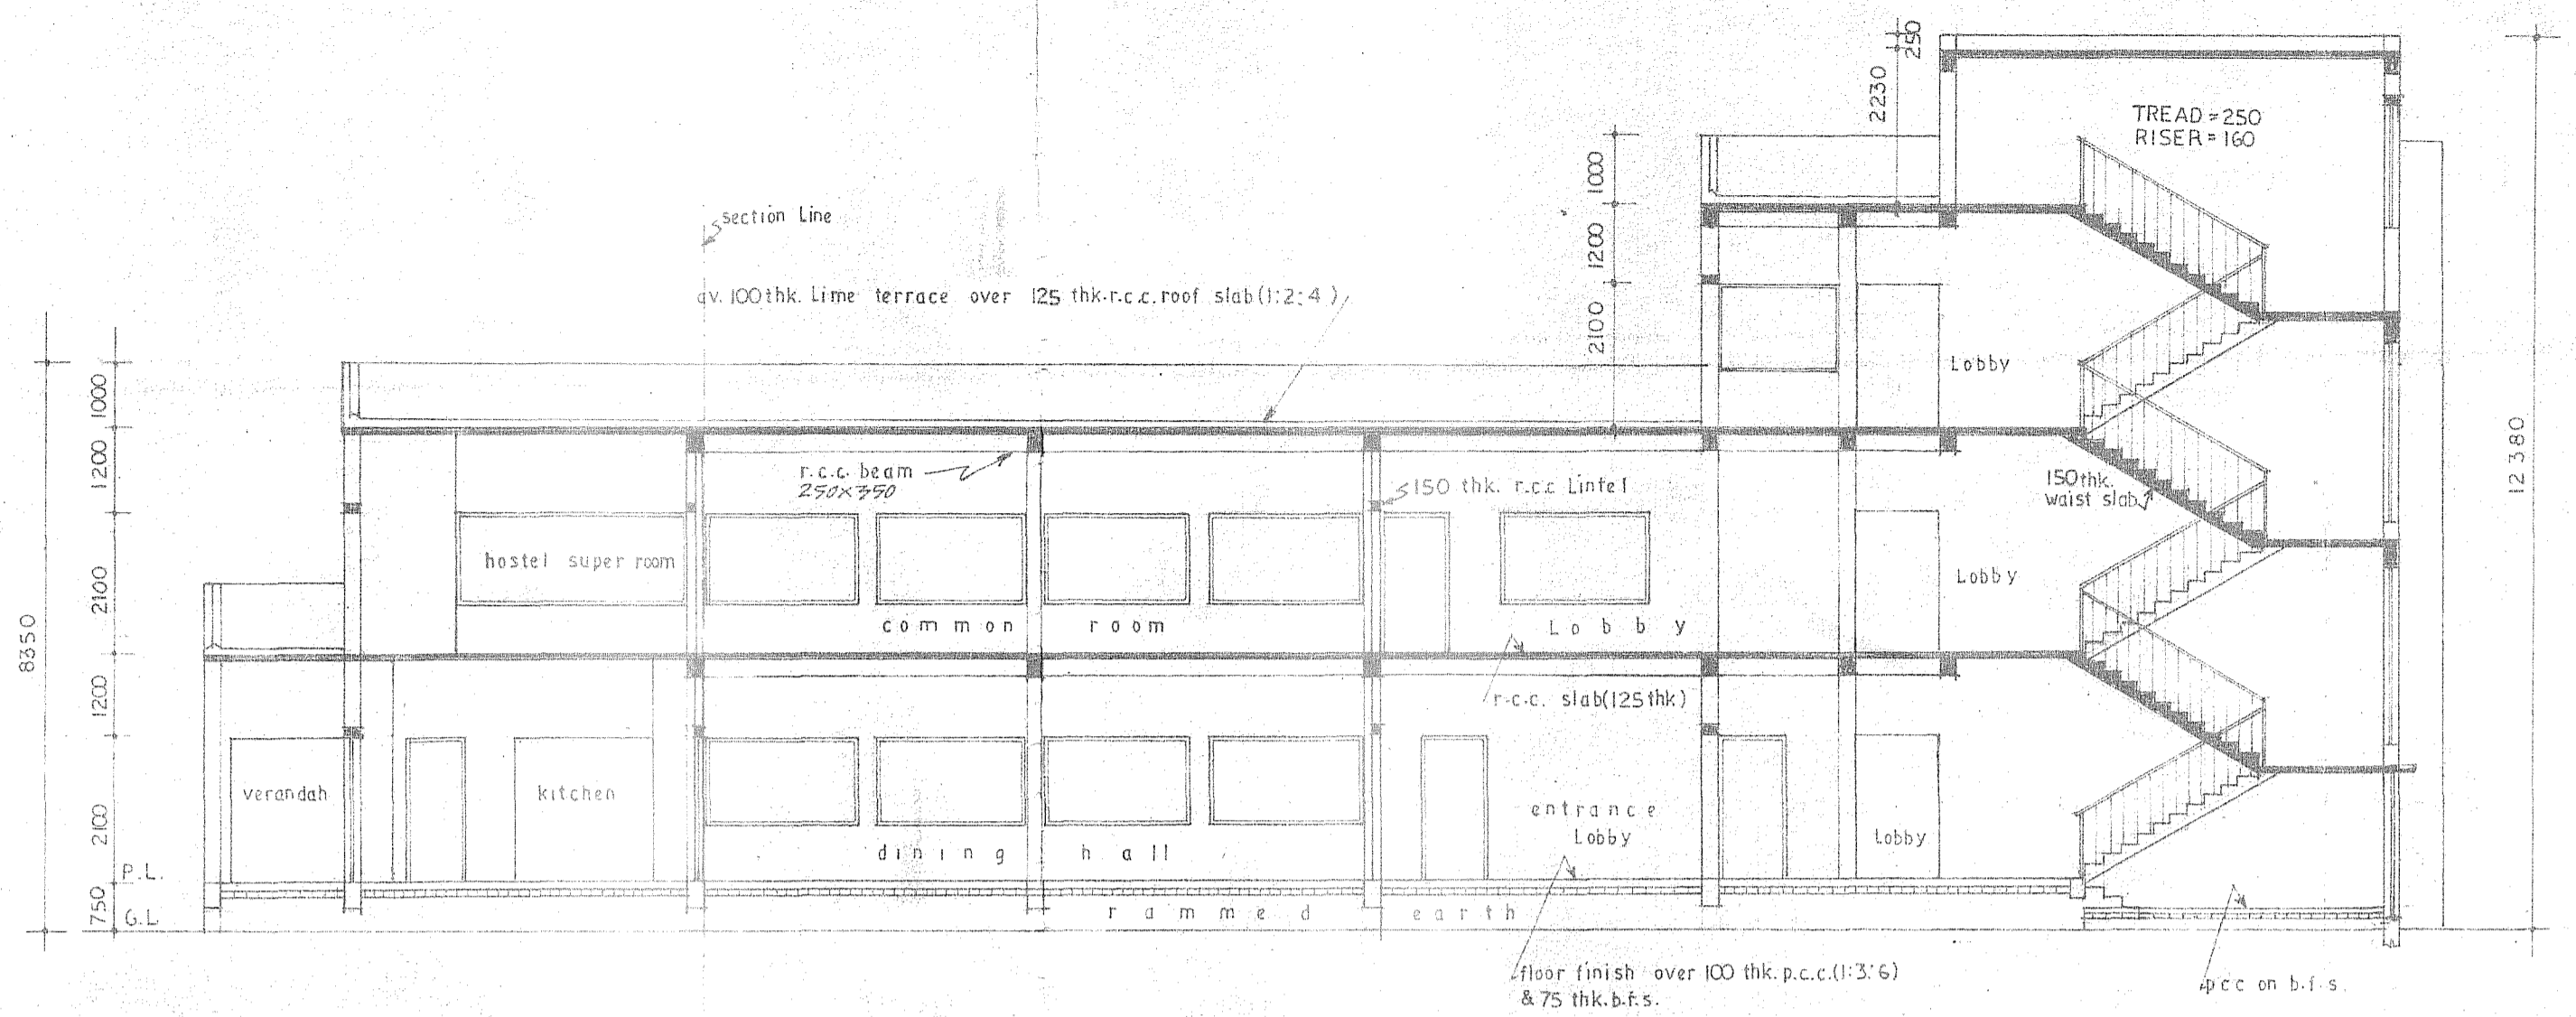 250
2230
TREAD = 250
RISER = 160
1000
section Line
1200
av. 100 thk. Lime terrace over 125 thk. r.c.c. roof slab (1:2:4)
2100
Lobby
1000
1200
r.c.c. beam
250×350
150 thk. r.c.c Lintel
150 thk.
waist slab
12380
hostel super room
2100
Lobby
common room
Lobby
8350
1200
r.c.c. slab (125 thk)
verandah
kitchen
2100
entrance
Lobby
Lobby
dining hall
P.L.
750
G.L
rammed earth
floor finish over 100 thk. p.c.c. (1:3:6)
& 75 thk. b.f.s.
pcc on b.f.s.